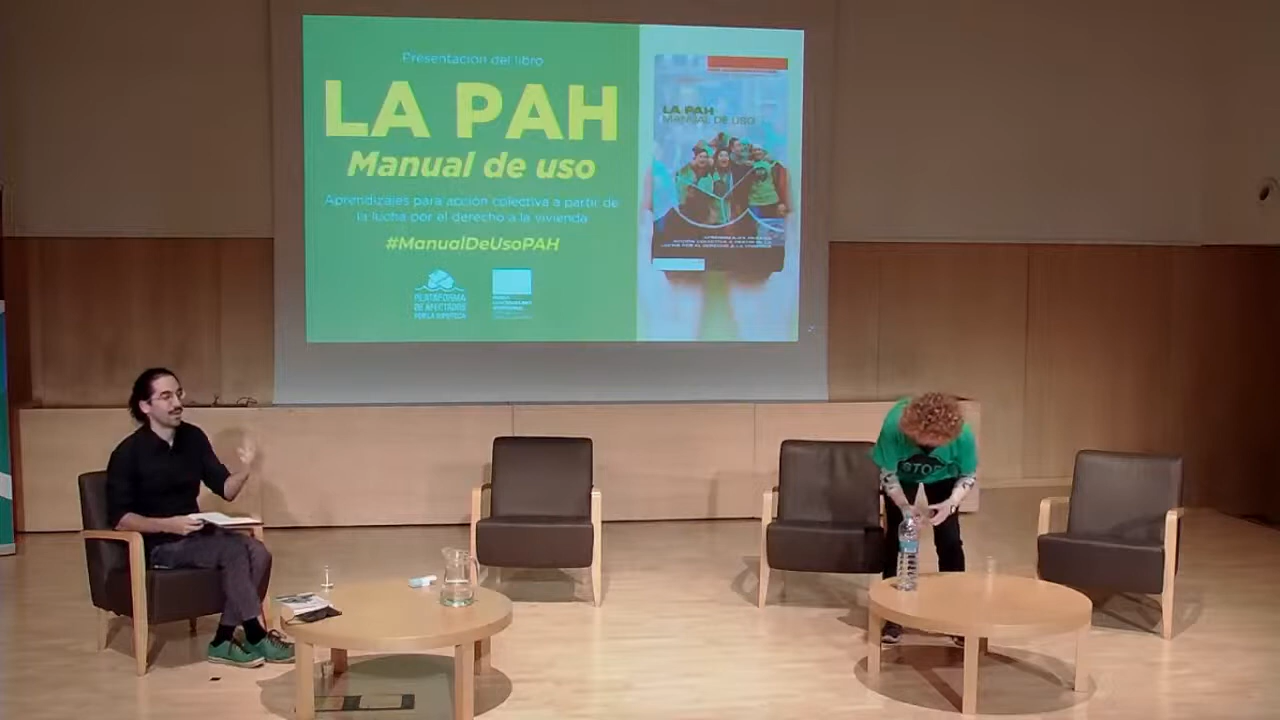 Presentación del libro
LA PAH
Manual de uso
Aprendizajes para acción colectiva a partir de
la lucha por el derecho a la vivienda
#ManualDeUsoPAH
PLATAFORMA
DE AFECTADOS
POR LA HIPOTECA
LA PAH
MANUAL DE USO
STOP